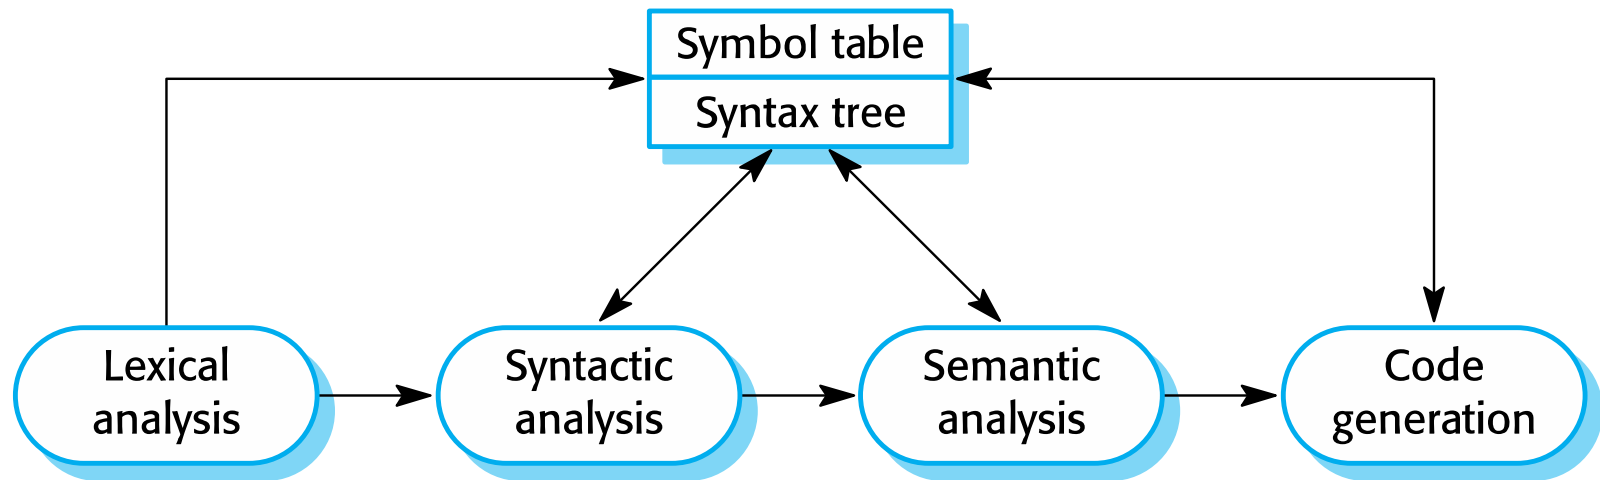 Symbol table
Syntax tree
Lexical
analysis
Syntactic
analysis
Semantic
analysis
Code
generation